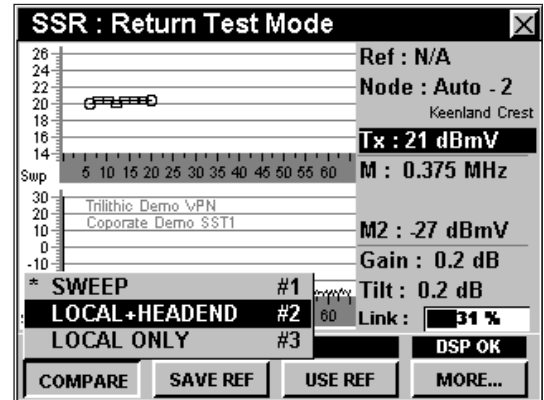 SSR : Return Test Mode
26
24
22
20
18
16
14
Swp 5 10 15 20 25 30 35 40 45 50 55 60
30
20
10
0
-10
Trilithic Demo VPN
Coporate Demo SST1
60
* SWEEP #1
LOCAL+HEADEND #2
LOCAL ONLY #3
Ref : N/A
Node : Auto - 2
Keenland Crest
Tx : 21 dBmV
M : 0.375 MHz
M2 : -27 dBmV
Gain : 0.2 dB
Tilt : 0.2 dB
Link : 31 %
DSP OK
COMPARE SAVE REF USE REF MORE...